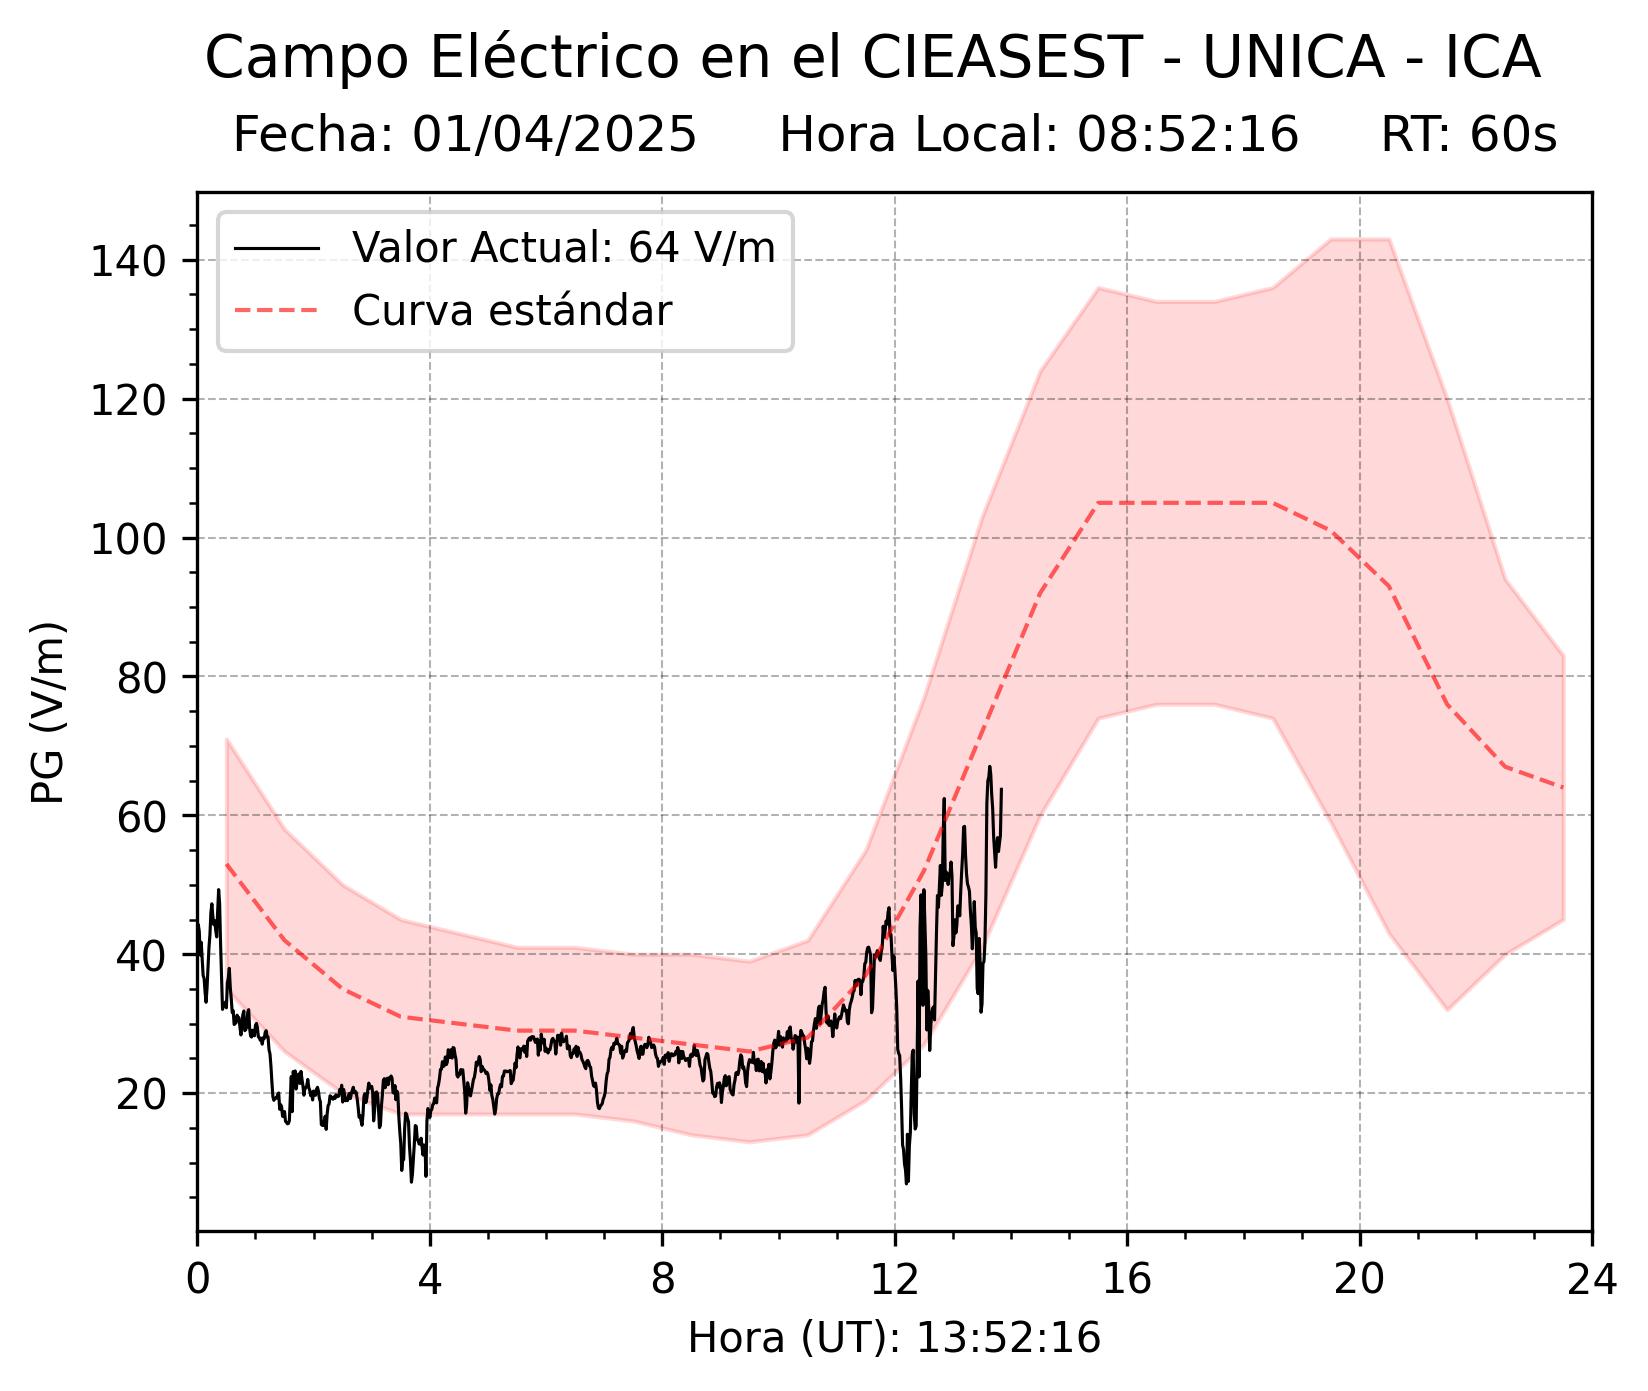 Campo Eléctrico en el CIEASEST - UNICA - ICA
Fecha: 01/04/2025 Hora Local: 08:52:16 RT: 60s
Valor Actual: 64 V/m
Curva estándar
140
120
100
80
60
40
20
PG (V/m)
0 4 8 12 16 20 24
Hora (UT): 13:52:16